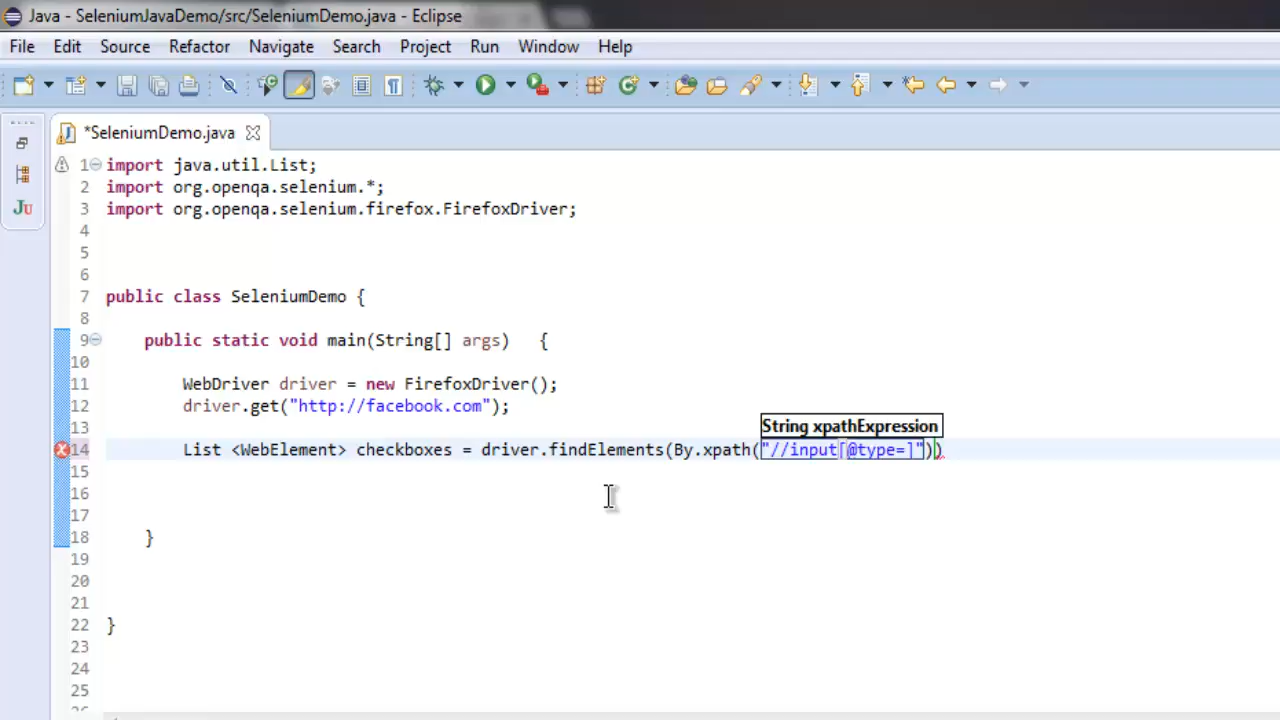 Java - SeleniumJavaDemo/src/SeleniumDemo.java - Eclipse
File Edit Source Refactor Navigate Search Project Run Window Help
*SeleniumDemo.java
Ju
1 import java.util.List;
2 import org.openqa.selenium.*;
3 import org.openqa.selenium.firefox.FirefoxDriver;
4
5
6
7 public class SeleniumDemo {
8
9 public static void main(String[] args) {
10
11 WebDriver driver = new FirefoxDriver();
12 driver.get("http://facebook.com");
13
String xpathExpression
14 List <WebElement> checkboxes = driver.findElements(By.xpath("//input[@type=]"))
15
16
17
18 }
19
20
21
22 }
23
24
25